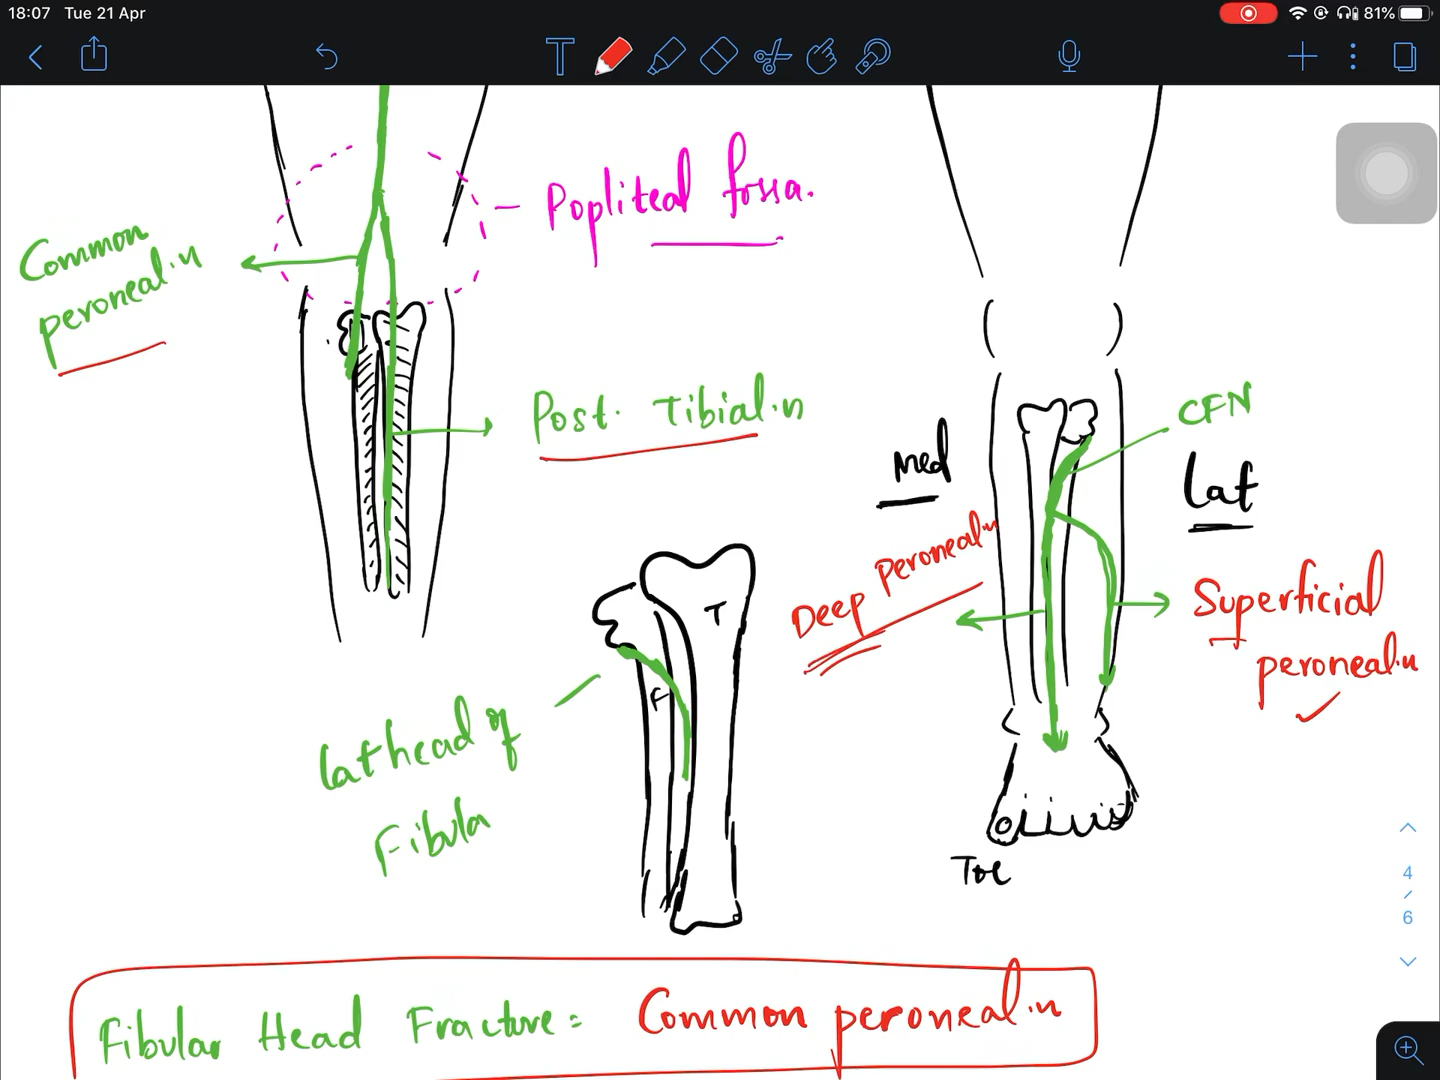 18:07 Tue 21 Apr
81%
Popliteal fossa.
Common
peroneal.n
Post. Tibial.n
CFN
Med
Lat
Deep Peroneal.n
Superficial
peroneal.n
T
F
Lat head of
Fibula
Toe
4
/
6
Fibular Head Fracture = Common peroneal.n